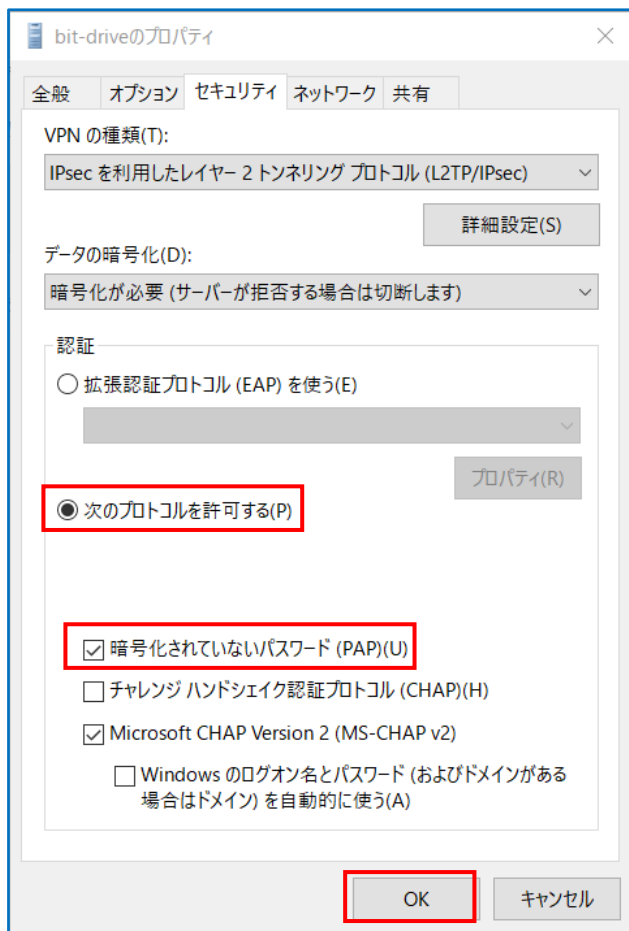 bit-driveのプロパティ
全般 オプション セキュリティ ネットワーク 共有
VPN の種類(T):
IPsec を利用したレイヤー 2 トンネリング プロトコル (L2TP/IPsec)
詳細設定(S)
データの暗号化(D):
暗号化が必要 (サーバーが拒否する場合は切断します)
認証
拡張認証プロトコル (EAP) を使う(E)
プロパティ(R)
次のプロトコルを許可する(P)
暗号化されていないパスワード (PAP)(U)
チャレンジ ハンドシェイク認証プロトコル (CHAP)(H)
Microsoft CHAP Version 2 (MS-CHAP v2)
Windows のログオン名とパスワード (およびドメインがある
場合はドメイン) を自動的に使う(A)
OK キャンセル